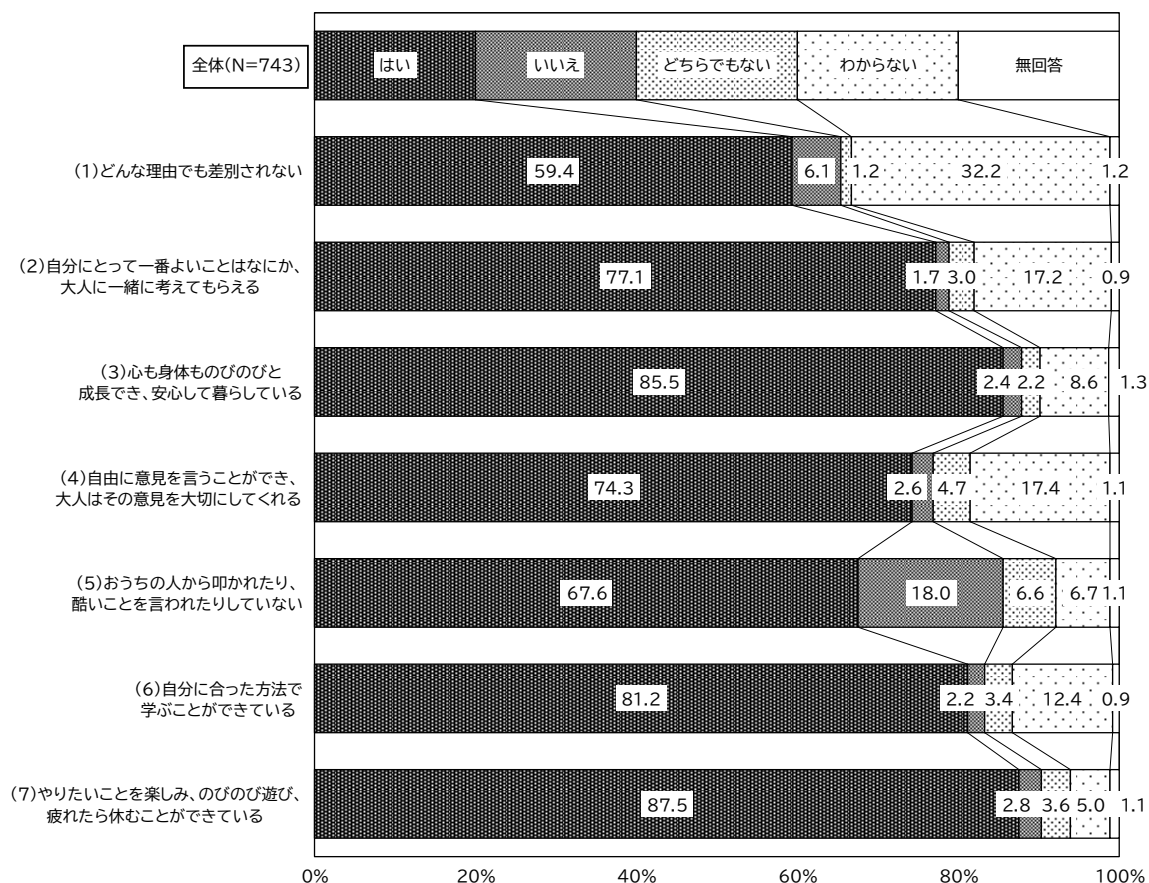 全体(N=743)
はい
いいえ
どちらでもない
わからない
無回答
(1)どんな理由でも差別されない
59.4
6.1
1.2
32.2
1.2
(2)自分にとって一番よいことはなにか、
大人に一緒に考えてもらえる
77.1
1.7
3.0
17.2
0.9
(3)心も身体ものびのびと
成長でき、安心して暮らしている
85.5
2.4
2.2
8.6
1.3
(4)自由に意見を言うことができ、
大人はその意見を大切にしてくれる
74.3
2.6
4.7
17.4
1.1
(5)おうちの人から叩かれたり、
酷いことを言われたりしていない
67.6
18.0
6.6
6.7
1.1
(6)自分に合った方法で
学ぶことができている
81.2
2.2
3.4
12.4
0.9
(7)やりたいことを楽しみ、のびのび遊び、
疲れたら休むことができている
87.5
2.8
3.6
5.0
1.1
0%
20%
40%
60%
80%
100%